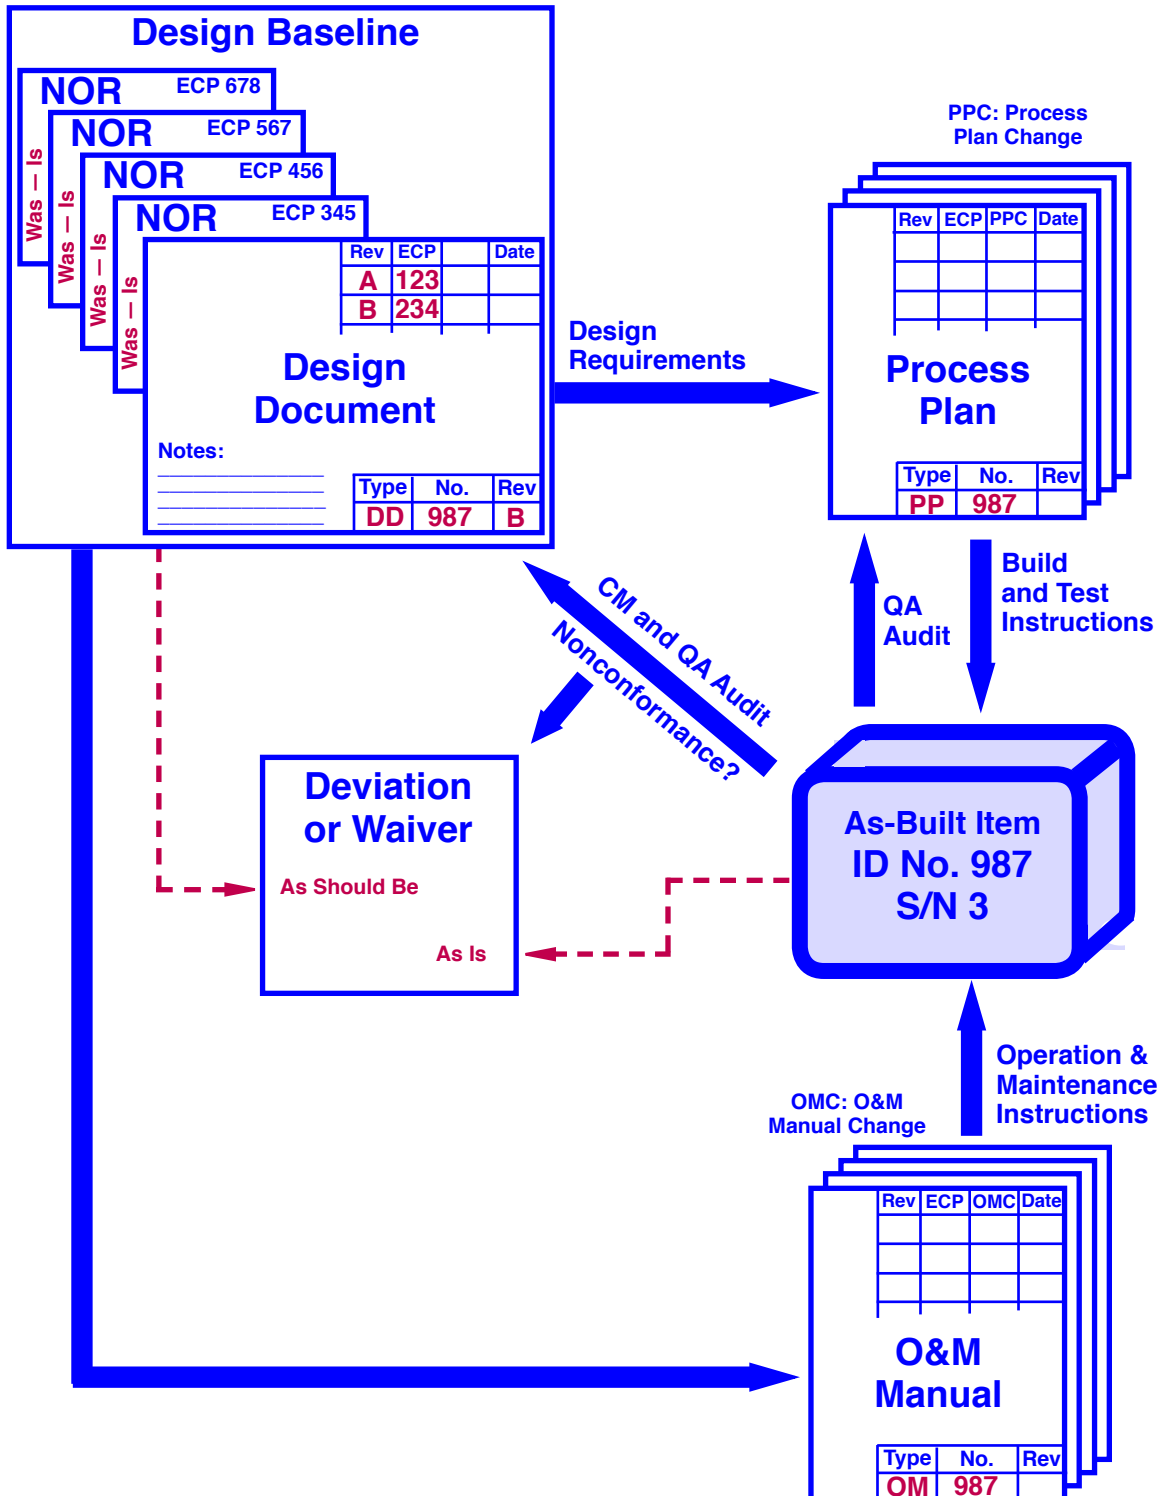 Design Baseline
NOR ECP 678
Was — Is
NOR ECP 567
Was — Is
NOR ECP 456
Was — Is
NOR ECP 345
Was — Is
Rev ECP Date
A 123
B 234
Design
Document
Notes:
Type No. Rev
DD 987 B
Design
Requirements
PPC: Process
Plan Change
Rev ECP PPC Date
Process
Plan
Type No. Rev
PP 987
CM and QA Audit
Nonconformance?
QA
Audit
Build
and Test
Instructions
Deviation
or Waiver
As Should Be
As Is
As-Built Item
ID No. 987
S/N 3
Operation &
Maintenance
Instructions
OMC: O&M
Manual Change
Rev ECP OMC Date
O&M
Manual
Type No. Rev
OM 987